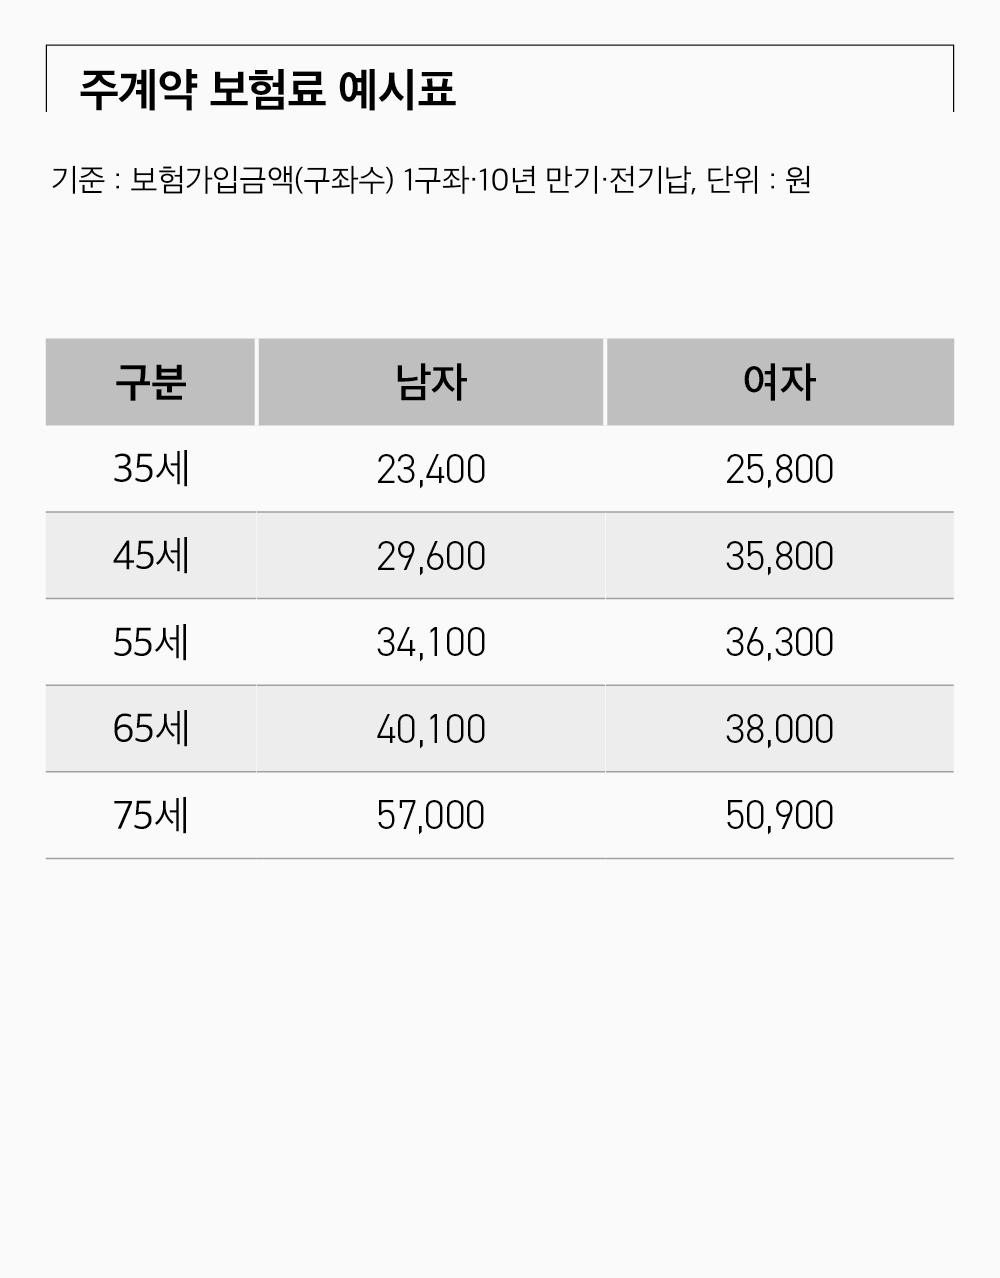 주계약 보험료 예시표
기준 : 보험가입금액(구좌수) 1구좌·10년 만기·전기납, 단위 : 원
구분 남자 여자
35세 23,400 25,800
45세 29,600 35,800
55세 34,100 36,300
65세 40,100 38,000
75세 57,000 50,900